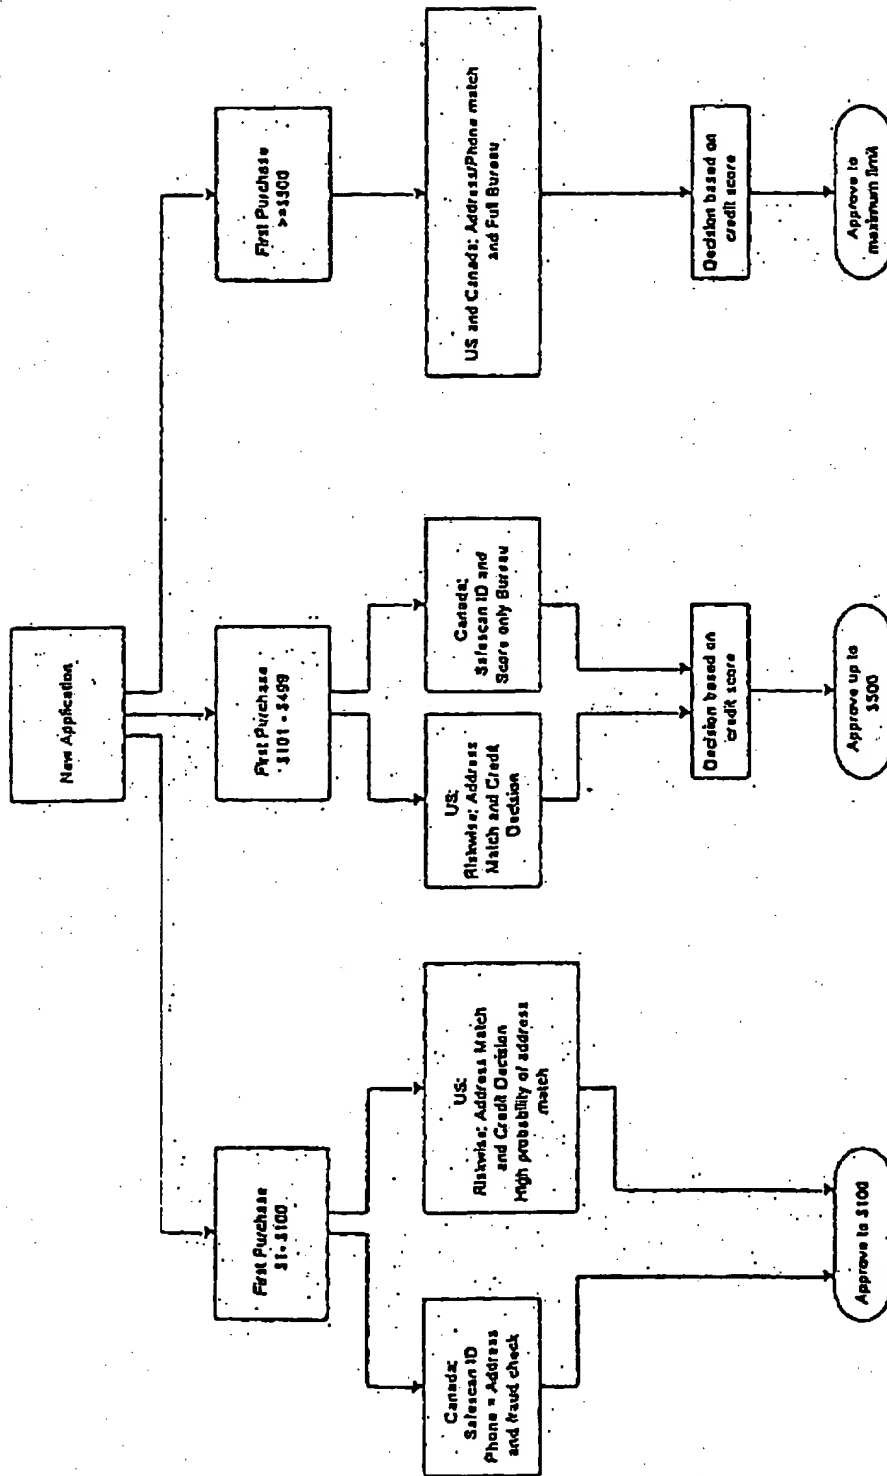 New Application
First Purchase
$1 - $100
First Purchase
$101 - $499
First Purchase
>=$500
Canada:
Safescan ID
Phone = Address
and fraud check
US:
Riskwise: Address Match
and Credit Decision
High probability of address
match
US:
Riskwise: Address
Match and Credit
Decision
Canada:
Safescan ID and
Score only Bureau
US and Canada: Address/Phone match
and Full Bureau
Decision based on
credit score
Decision based on
credit score
Approve to $100
Approve up to
$500
Approve to
maximum limit